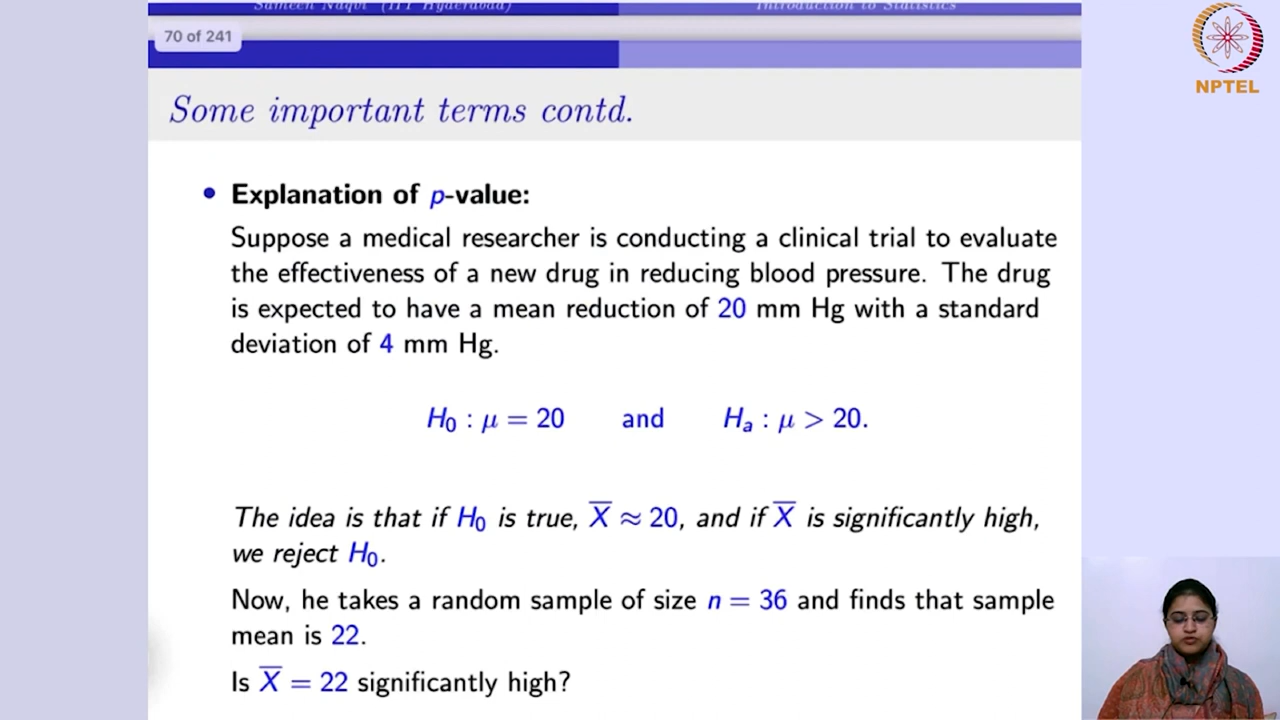 Sameen Naqvi (IIT Hyderabad) Introduction to Statistics
70 of 241
NPTEL
Some important terms contd.
• Explanation of p-value:
Suppose a medical researcher is conducting a clinical trial to evaluate
the effectiveness of a new drug in reducing blood pressure. The drug
is expected to have a mean reduction of 20 mm Hg with a standard
deviation of 4 mm Hg.
H₀ : μ = 20 and Hₐ : μ > 20.
The idea is that if H₀ is true, X̅ ≈ 20, and if X̅ is significantly high,
we reject H₀.
Now, he takes a random sample of size n = 36 and finds that sample
mean is 22.
Is X̅ = 22 significantly high?